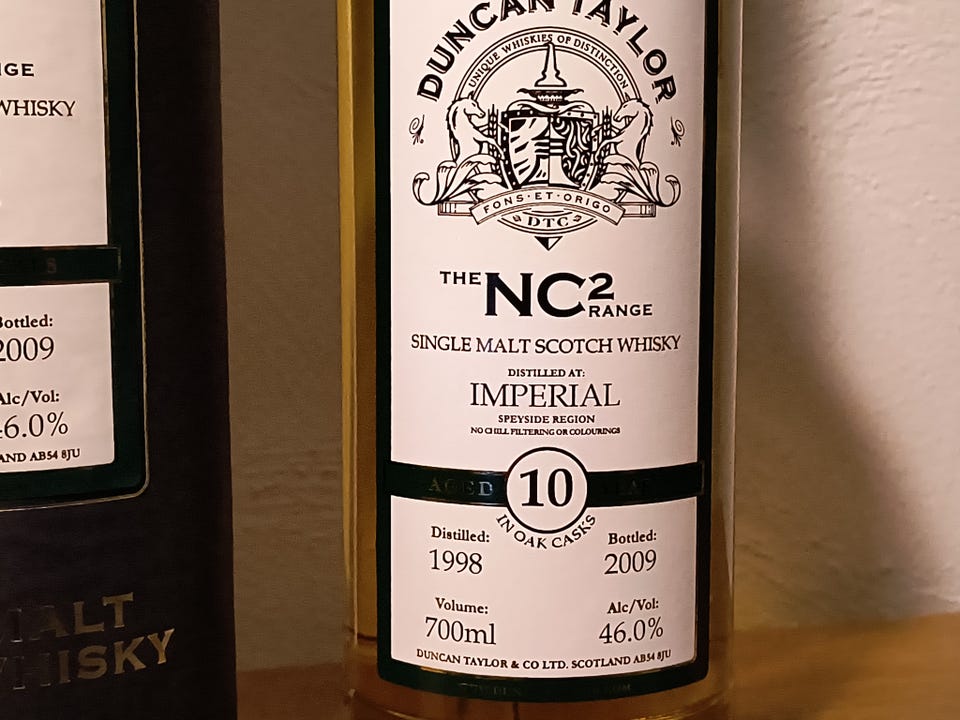 DUNCAN TAYLOR
UNIQUE WHISKIES OF DISTINCTION
FONS·ET·ORIGO
DTC
THE NC2 RANGE
SINGLE MALT SCOTCH WHISKY
DISTILLED AT:
IMPERIAL
SPEYSIDE REGION
NO CHILL FILTERING OR COLOURINGS
AGED 10
IN OAK CASKS
Distilled: Bottled:
1998 2009
Volume: Alc/Vol:
700ml 46.0%
DUNCAN TAYLOR & CO LTD. SCOTLAND AB54 8JU
WHISKY
Bottled:
2009
Alc/Vol:
46.0%
AND AB54 8JU
MALT
WHISKY